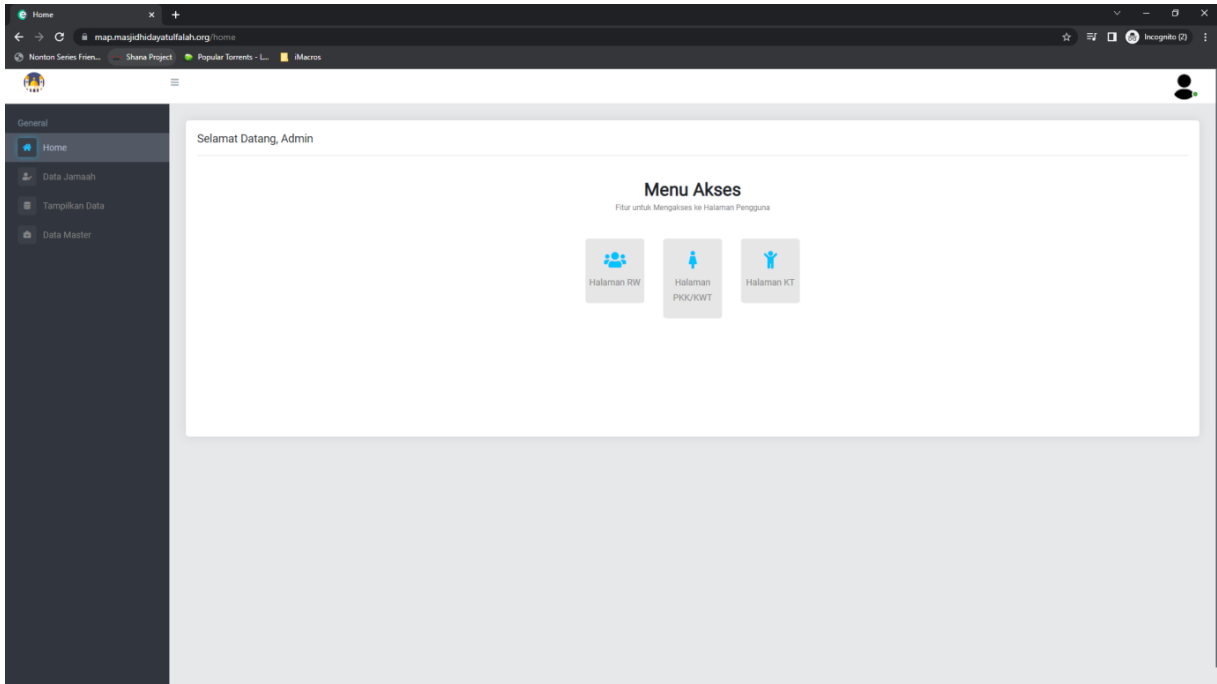 Home
map.masjidhidayatulfalah.org/home
Incognito (2)
Nonton Series Frien...
Shana Project
Popular Torrents - L...
iMacros
General
Home
Data Jamaah
Tampilkan Data
Data Master
Selamat Datang, Admin
Menu Akses
Fitur untuk Mengakses ke Halaman Pengguna
Halaman RW
Halaman
PKK/KWT
Halaman KT